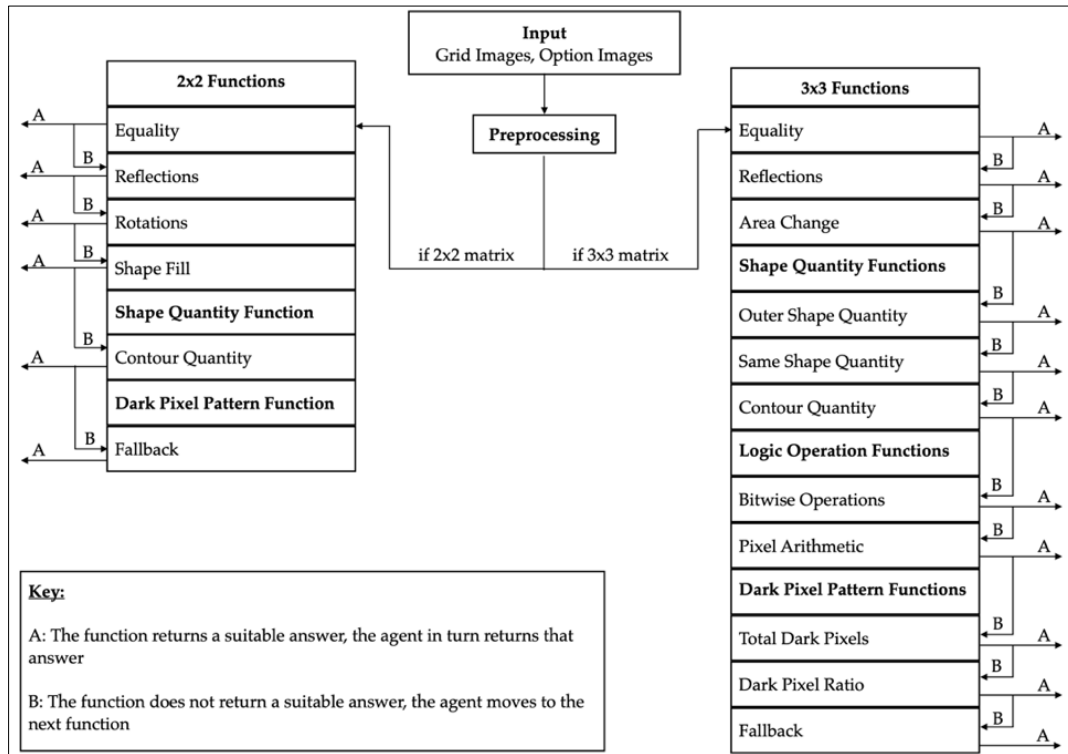 Input
Grid Images, Option Images
Preprocessing
if 2x2 matrix
if 3x3 matrix
2x2 Functions
A
Equality
B
A
Reflections
B
A
Rotations
B
A
Shape Fill
Shape Quantity Function
B
A
Contour Quantity
Dark Pixel Pattern Function
B
A
Fallback
3x3 Functions
Equality
A
B
Reflections
A
B
Area Change
A
Shape Quantity Functions
B
Outer Shape Quantity
A
B
Same Shape Quantity
A
B
Contour Quantity
A
Logic Operation Functions
B
Bitwise Operations
A
B
Pixel Arithmetic
A
Dark Pixel Pattern Functions
B
Total Dark Pixels
A
B
Dark Pixel Ratio
A
B
Fallback
A
Key:
A: The function returns a suitable answer, the agent in turn returns that
answer
B: The function does not return a suitable answer, the agent moves to the
next function